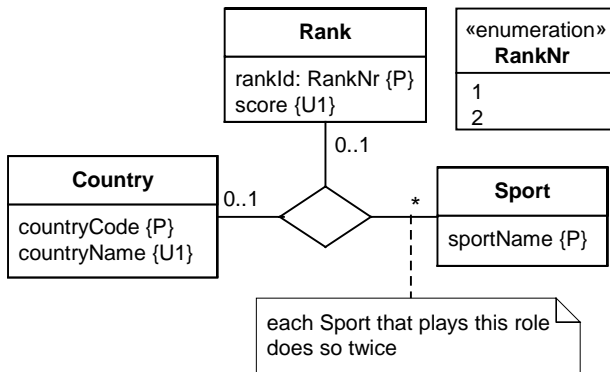 Rank
rankId: RankNr {P}
score {U1}
«enumeration»
RankNr
1
2
0..1
Country
countryCode {P}
countryName {U1}
0..1
*
Sport
sportName {P}
each Sport that plays this role
does so twice